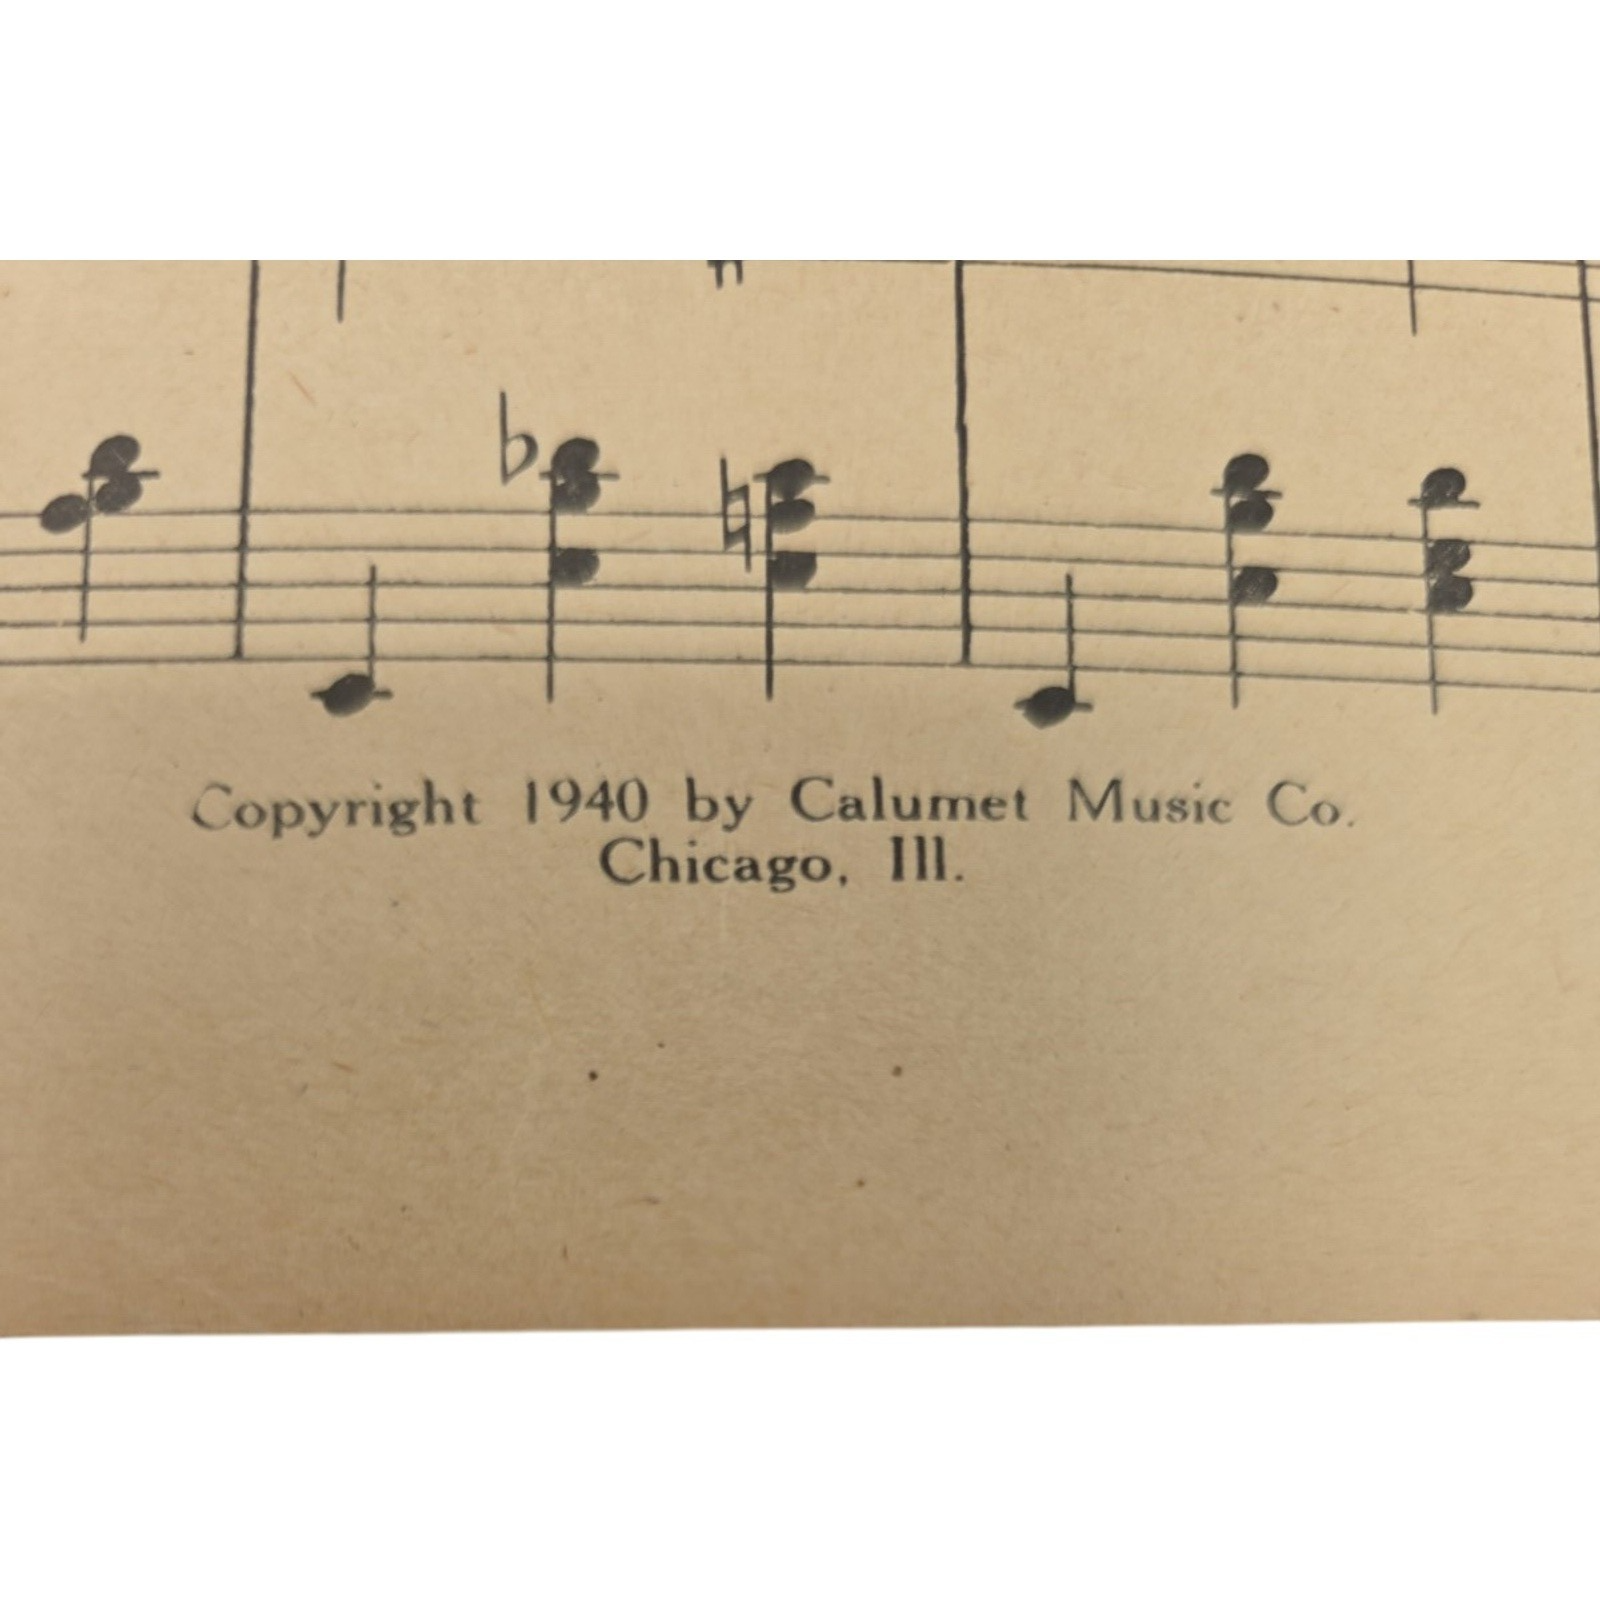 Copyright 1940 by Calumet Music Co.
Chicago, Ill.